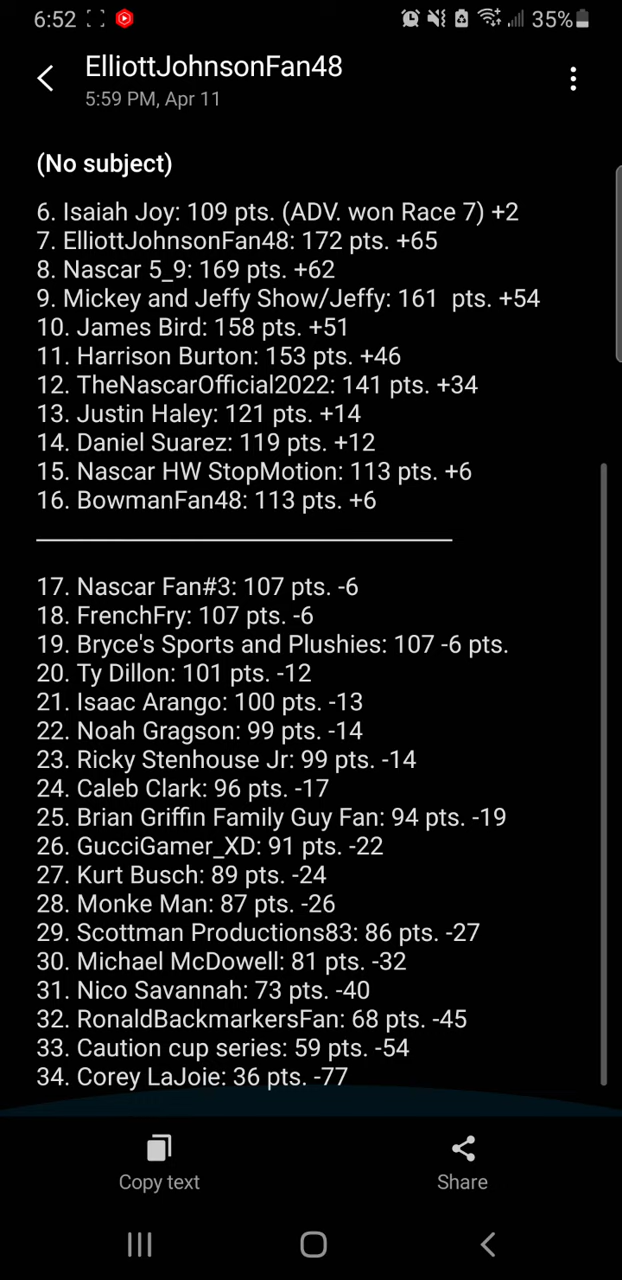 6:52 35%
ElliottJohnsonFan48
5:59 PM, Apr 11
(No subject)
6. Isaiah Joy: 109 pts. (ADV. won Race 7) +2
7. ElliottJohnsonFan48: 172 pts. +65
8. Nascar 5_9: 169 pts. +62
9. Mickey and Jeffy Show/Jeffy: 161  pts. +54
10. James Bird: 158 pts. +51
11. Harrison Burton: 153 pts. +46
12. TheNascarOfficial2022: 141 pts. +34
13. Justin Haley: 121 pts. +14
14. Daniel Suarez: 119 pts. +12
15. Nascar HW StopMotion: 113 pts. +6
16. BowmanFan48: 113 pts. +6
17. Nascar Fan#3: 107 pts. -6
18. FrenchFry: 107 pts. -6
19. Bryce's Sports and Plushies: 107 -6 pts.
20. Ty Dillon: 101 pts. -12
21. Isaac Arango: 100 pts. -13
22. Noah Gragson: 99 pts. -14
23. Ricky Stenhouse Jr: 99 pts. -14
24. Caleb Clark: 96 pts. -17
25. Brian Griffin Family Guy Fan: 94 pts. -19
26. GucciGamer_XD: 91 pts. -22
27. Kurt Busch: 89 pts. -24
28. Monke Man: 87 pts. -26
29. Scottman Productions83: 86 pts. -27
30. Michael McDowell: 81 pts. -32
31. Nico Savannah: 73 pts. -40
32. RonaldBackmarkersFan: 68 pts. -45
33. Caution cup series: 59 pts. -54
34. Corey LaJoie: 36 pts. -77
Copy text Share